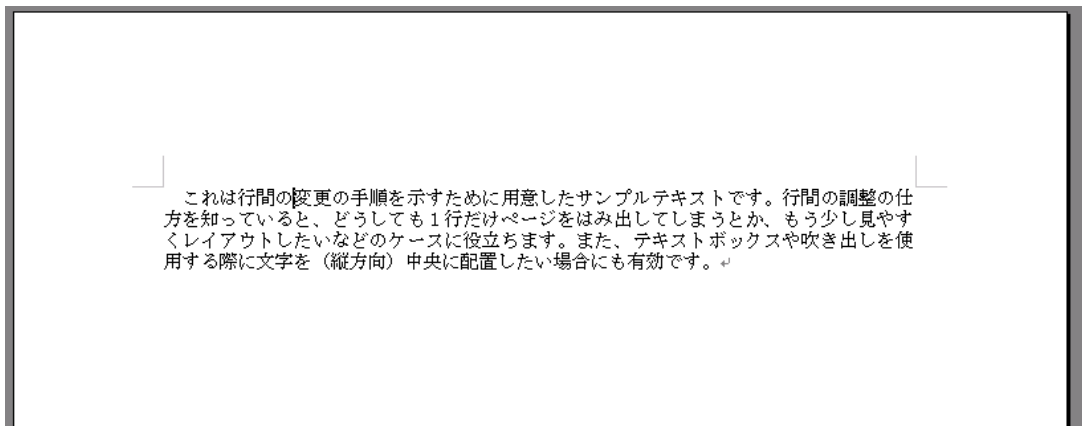 これは行間の変更の手順を示すために用意したサンプルテキストです。行間の調整の仕
方を知っていると、どうしても１行だけページをはみ出してしまうとか、もう少し見やす
くレイアウトしたいなどのケースに役立ちます。また、テキストボックスや吹き出しを使
用する際に文字を（縦方向）中央に配置したい場合にも有効です。↵